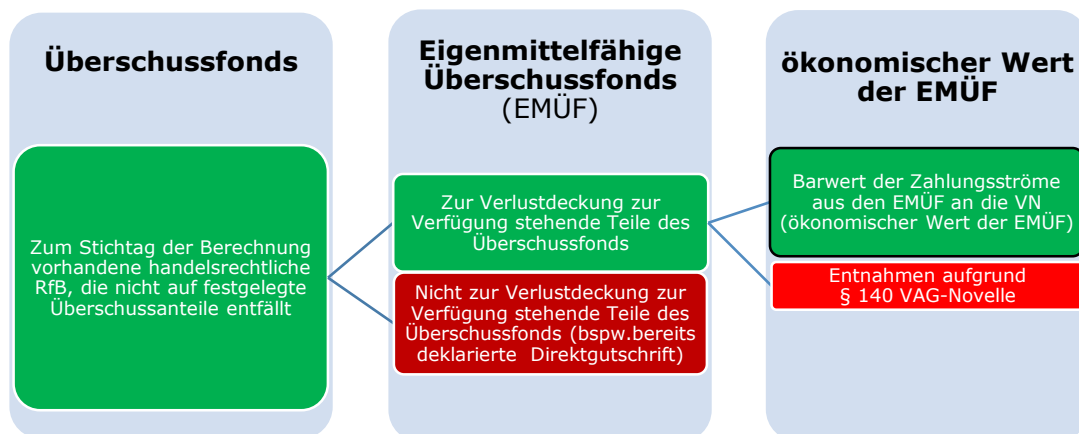 Überschussfonds
Zum Stichtag der Berechnung
vorhandene handelsrechtliche
RfB, die nicht auf festgelegte
Überschussanteile entfällt
Eigenmittelfähige
Überschussfonds
(EMÜF)
Zur Verlustdeckung zur
Verfügung stehende Teile des
Überschussfonds
Nicht zur Verlustdeckung zur
Verfügung stehende Teile des
Überschussfonds (bspw.bereits
deklarierte Direktgutschrift)
ökonomischer Wert
der EMÜF
Barwert der Zahlungsströme
aus den EMÜF an die VN
(ökonomischer Wert der EMÜF)
Entnahmen aufgrund
§ 140 VAG-Novelle